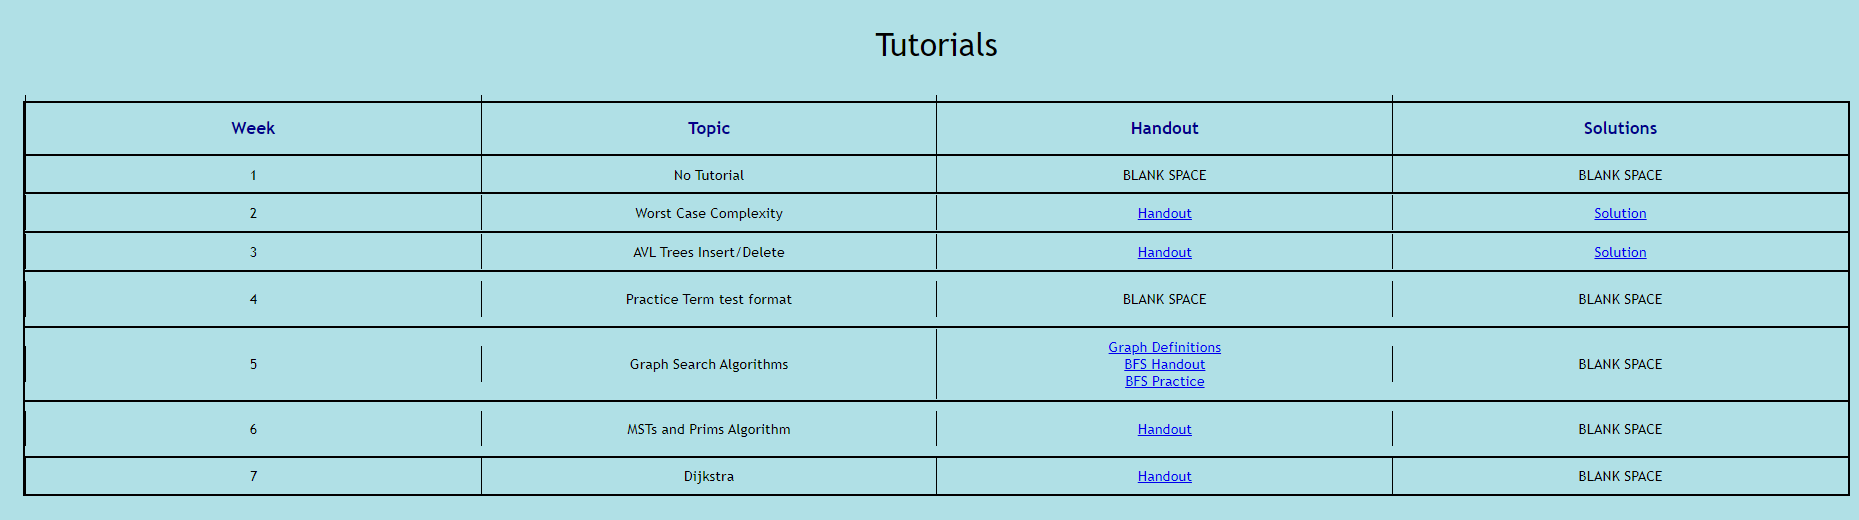 Tutorials
Week Topic Handout Solutions
1 No Tutorial BLANK SPACE BLANK SPACE
2 Worst Case Complexity Handout Solution
3 AVL Trees Insert/Delete Handout Solution
4 Practice Term test format BLANK SPACE BLANK SPACE
5 Graph Search Algorithms Graph Definitions
BFS Handout
BFS Practice BLANK SPACE
6 MSTs and Prims Algorithm Handout BLANK SPACE
7 Dijkstra Handout BLANK SPACE